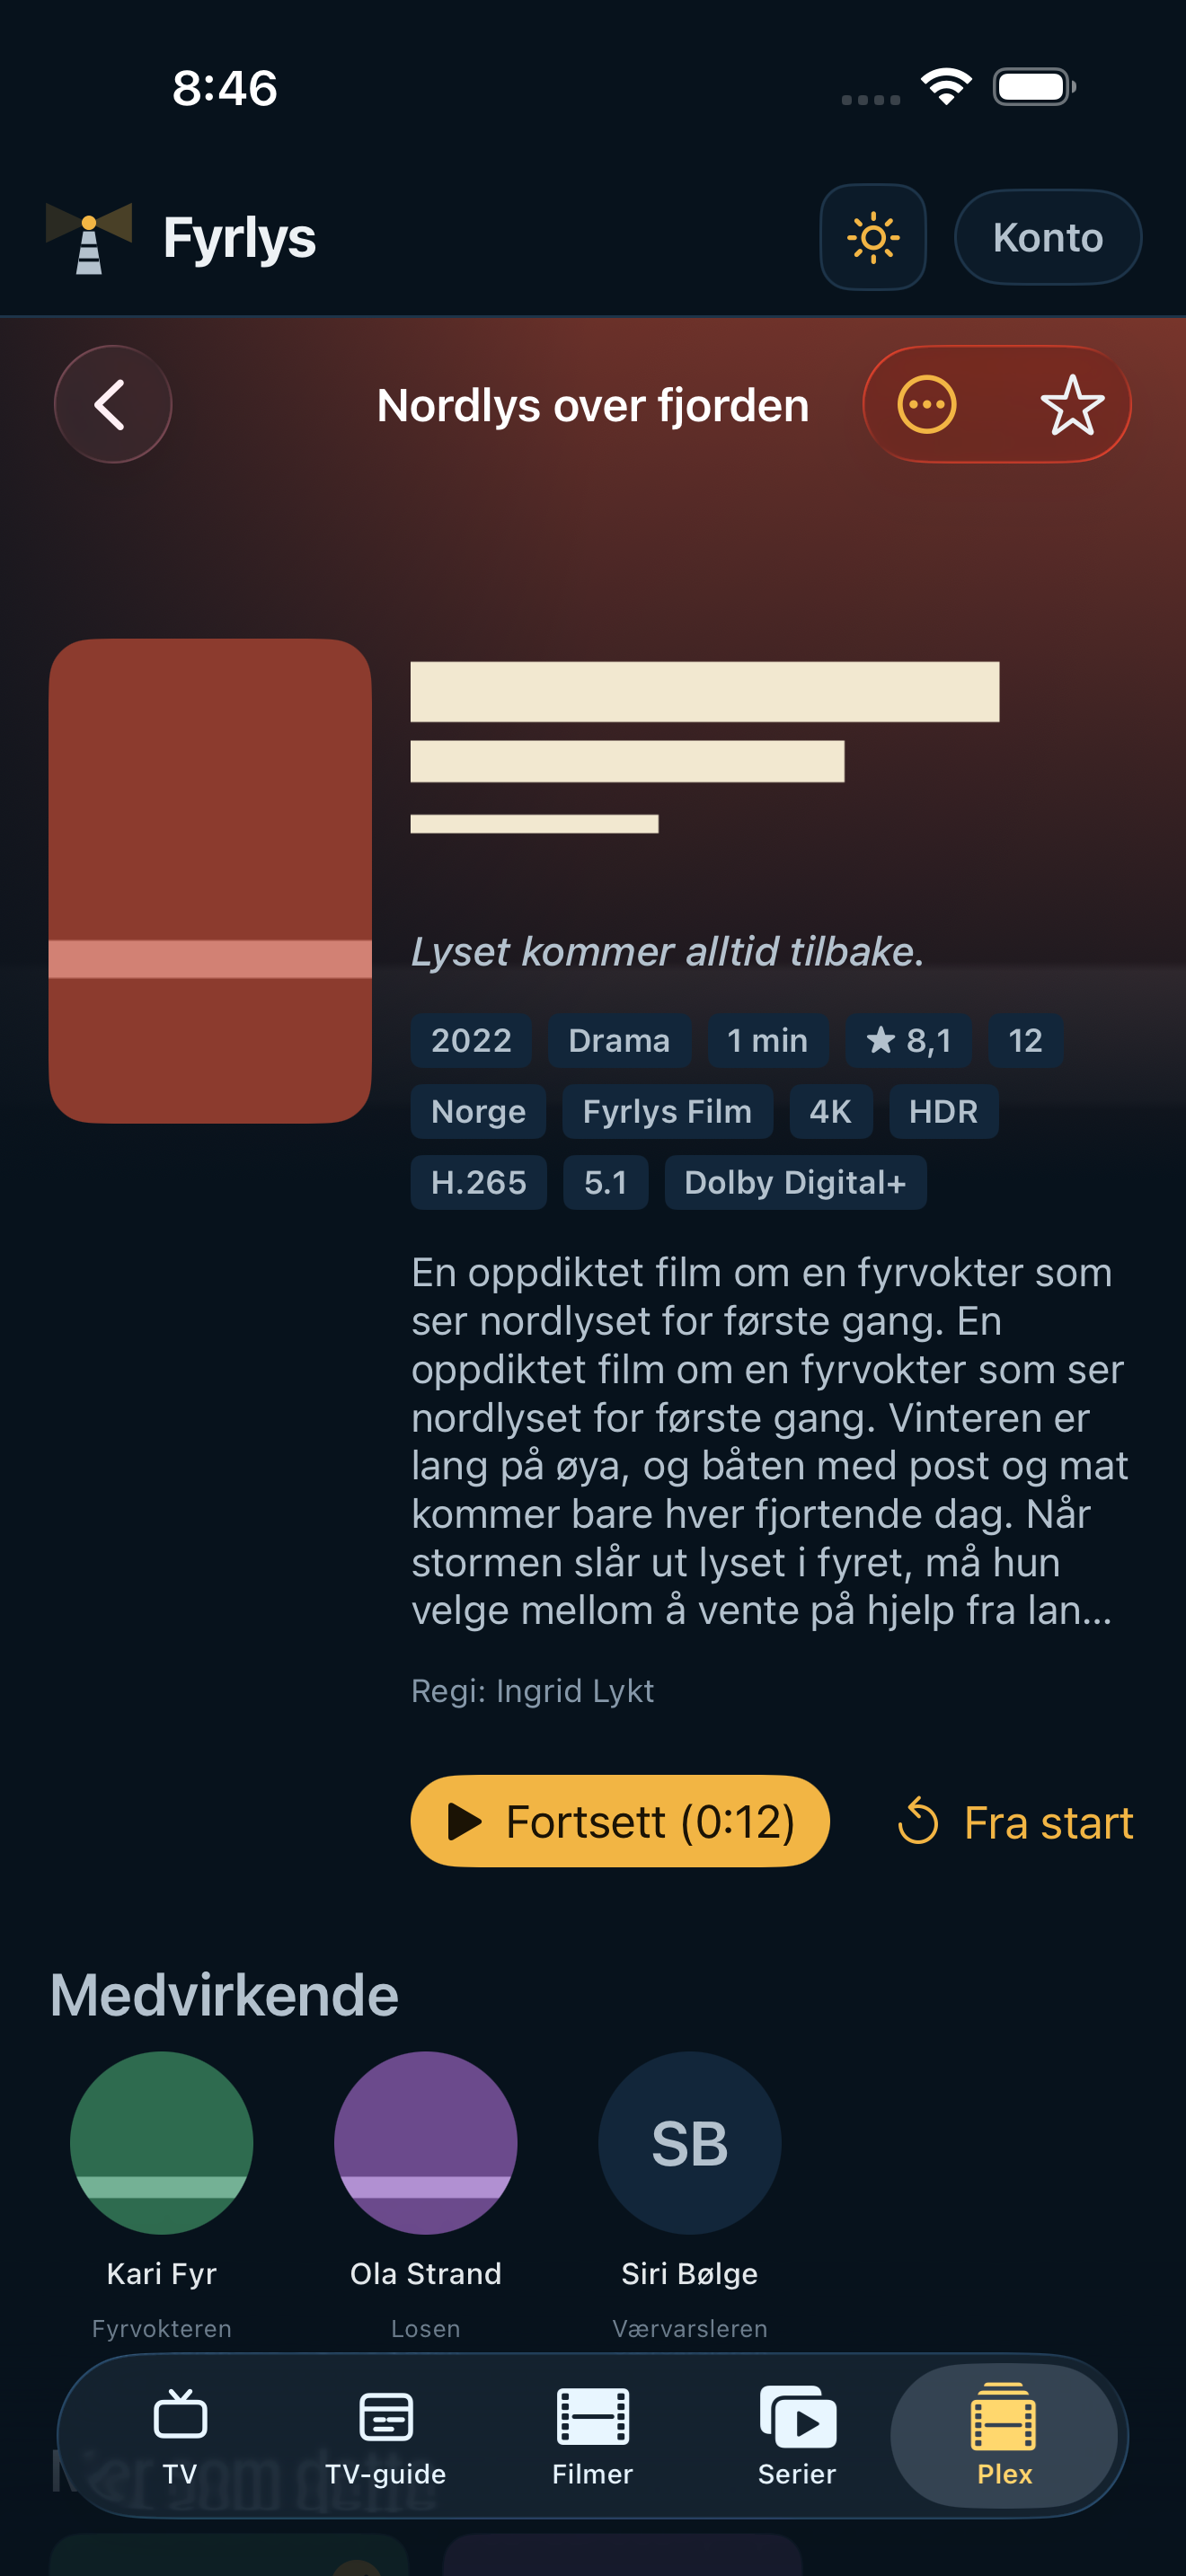 8:46
Fyrlys
Konto
Nordlys over fjorden
Lyset kommer alltid tilbake.
2022 Drama 1 min ★ 8,1 12
Norge Fyrlys Film 4K HDR
H.265 5.1 Dolby Digital+
En oppdiktet film om en fyrvokter som
ser nordlyset for første gang. En
oppdiktet film om en fyrvokter som ser
nordlyset for første gang. Vinteren er
lang på øya, og båten med post og mat
kommer bare hver fjortende dag. Når
stormen slår ut lyset i fyret, må hun
velge mellom å vente på hjelp fra lan...
Regi: Ingrid Lykt
Fortsett (0:12) Fra start
Medvirkende
SB
Kari Fyr Ola Strand Siri Bølge
Fyrvokteren Losen Værvarsleren
Mer som dette
TV TV-guide Filmer Serier Plex